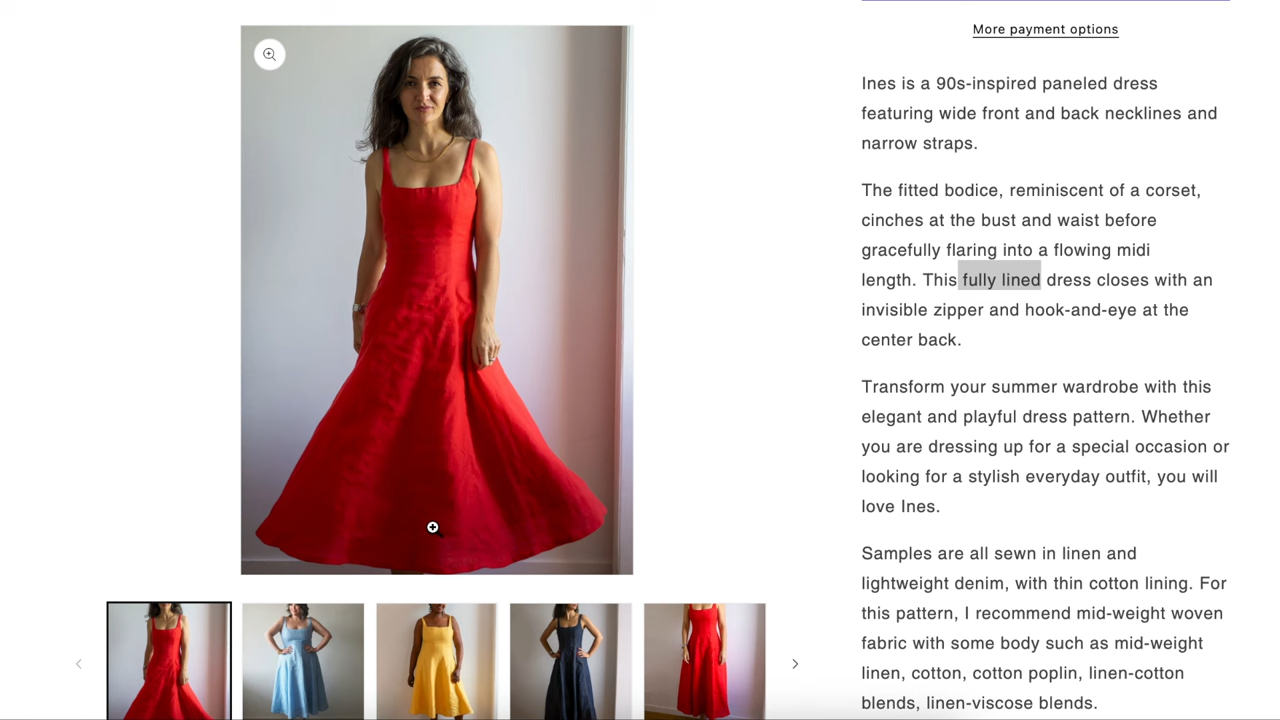 More payment options
Ines is a 90s-inspired paneled dress
featuring wide front and back necklines and
narrow straps.
The fitted bodice, reminiscent of a corset,
cinches at the bust and waist before
gracefully flaring into a flowing midi
length. This fully lined dress closes with an
invisible zipper and hook-and-eye at the
center back.
Transform your summer wardrobe with this
elegant and playful dress pattern. Whether
you are dressing up for a special occasion or
looking for a stylish everyday outfit, you will
love Ines.
Samples are all sewn in linen and
lightweight denim, with thin cotton lining. For
this pattern, I recommend mid-weight woven
fabric with some body such as mid-weight
linen, cotton, cotton poplin, linen-cotton
blends, linen-viscose blends.